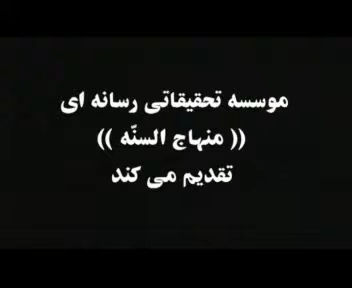 موسسه تحقیقاتی رسانه ای
(( منهاج السنّه ))
تقدیم می کند